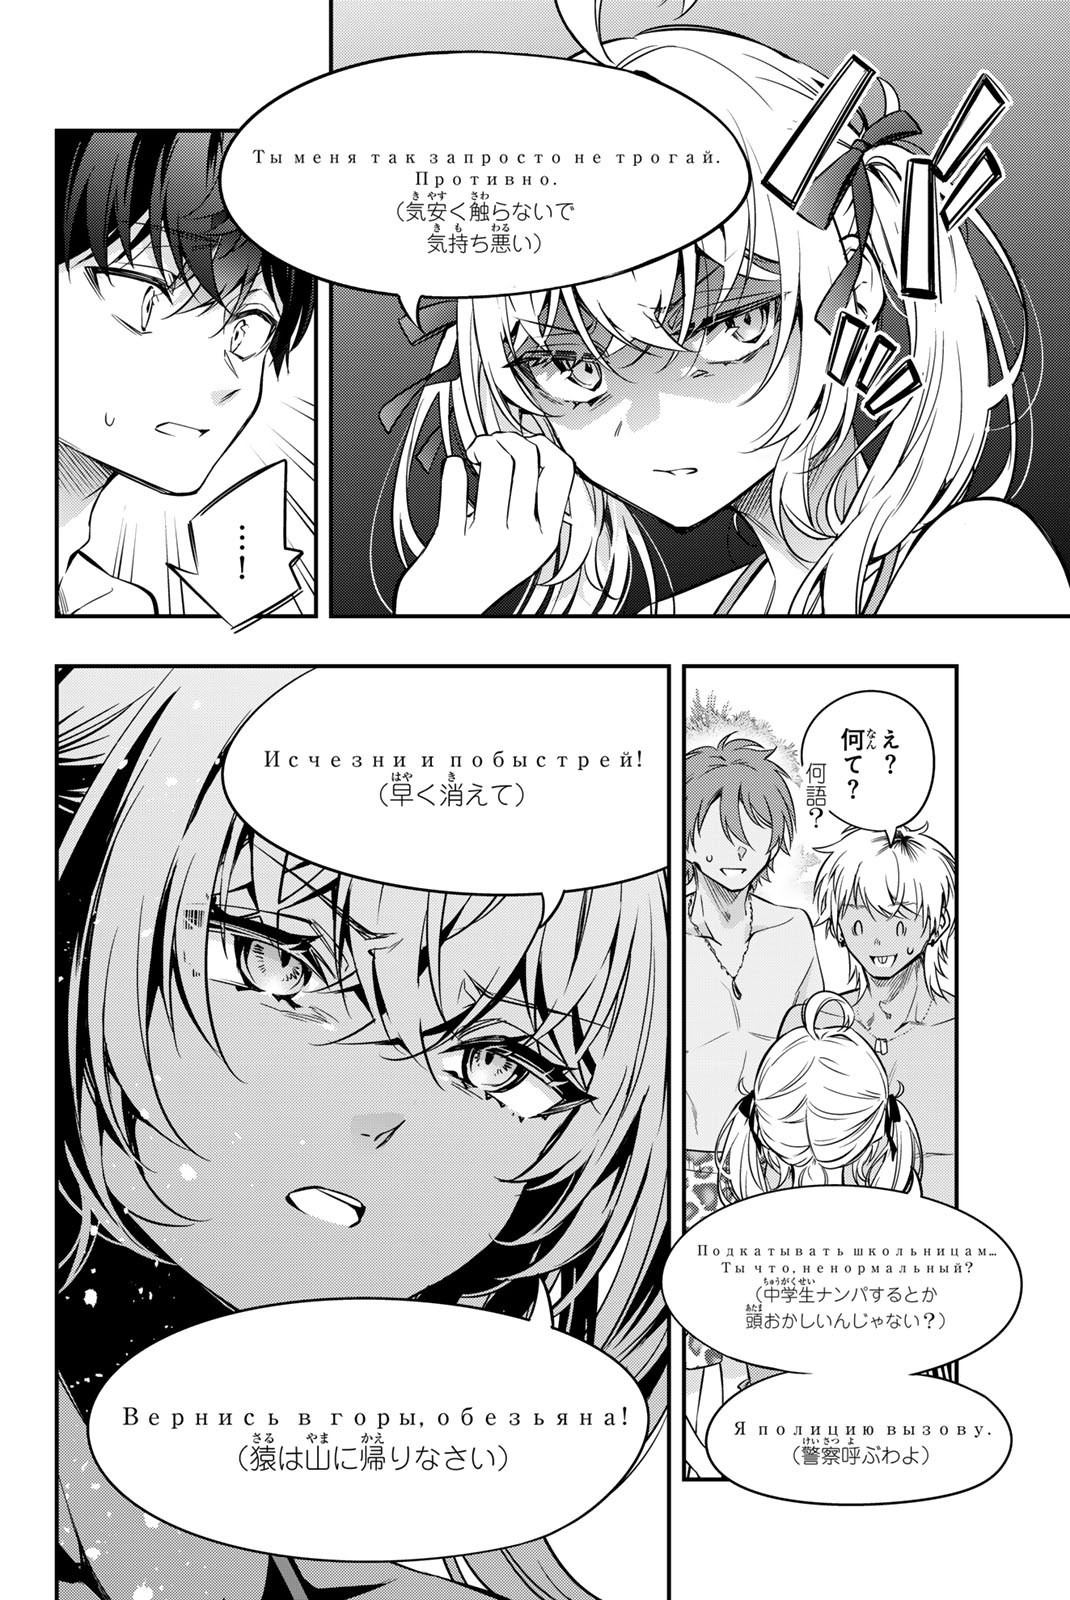 Ты меня так запросто не трогай.
Противно.
（気安く触らないで
気持ち悪い）
…！
え？
何て？
何語？
Подкатывать школьницам…
Ты что, ненормальный?
（中学生ナンパするとか
頭おかしいんじゃない？）
Я полицию вызову.
（警察呼ぶわよ）
Исчезни и побыстрей!
（早く消えて）
Вернись в горы, обезьяна!
（猿は山に帰りなさい）